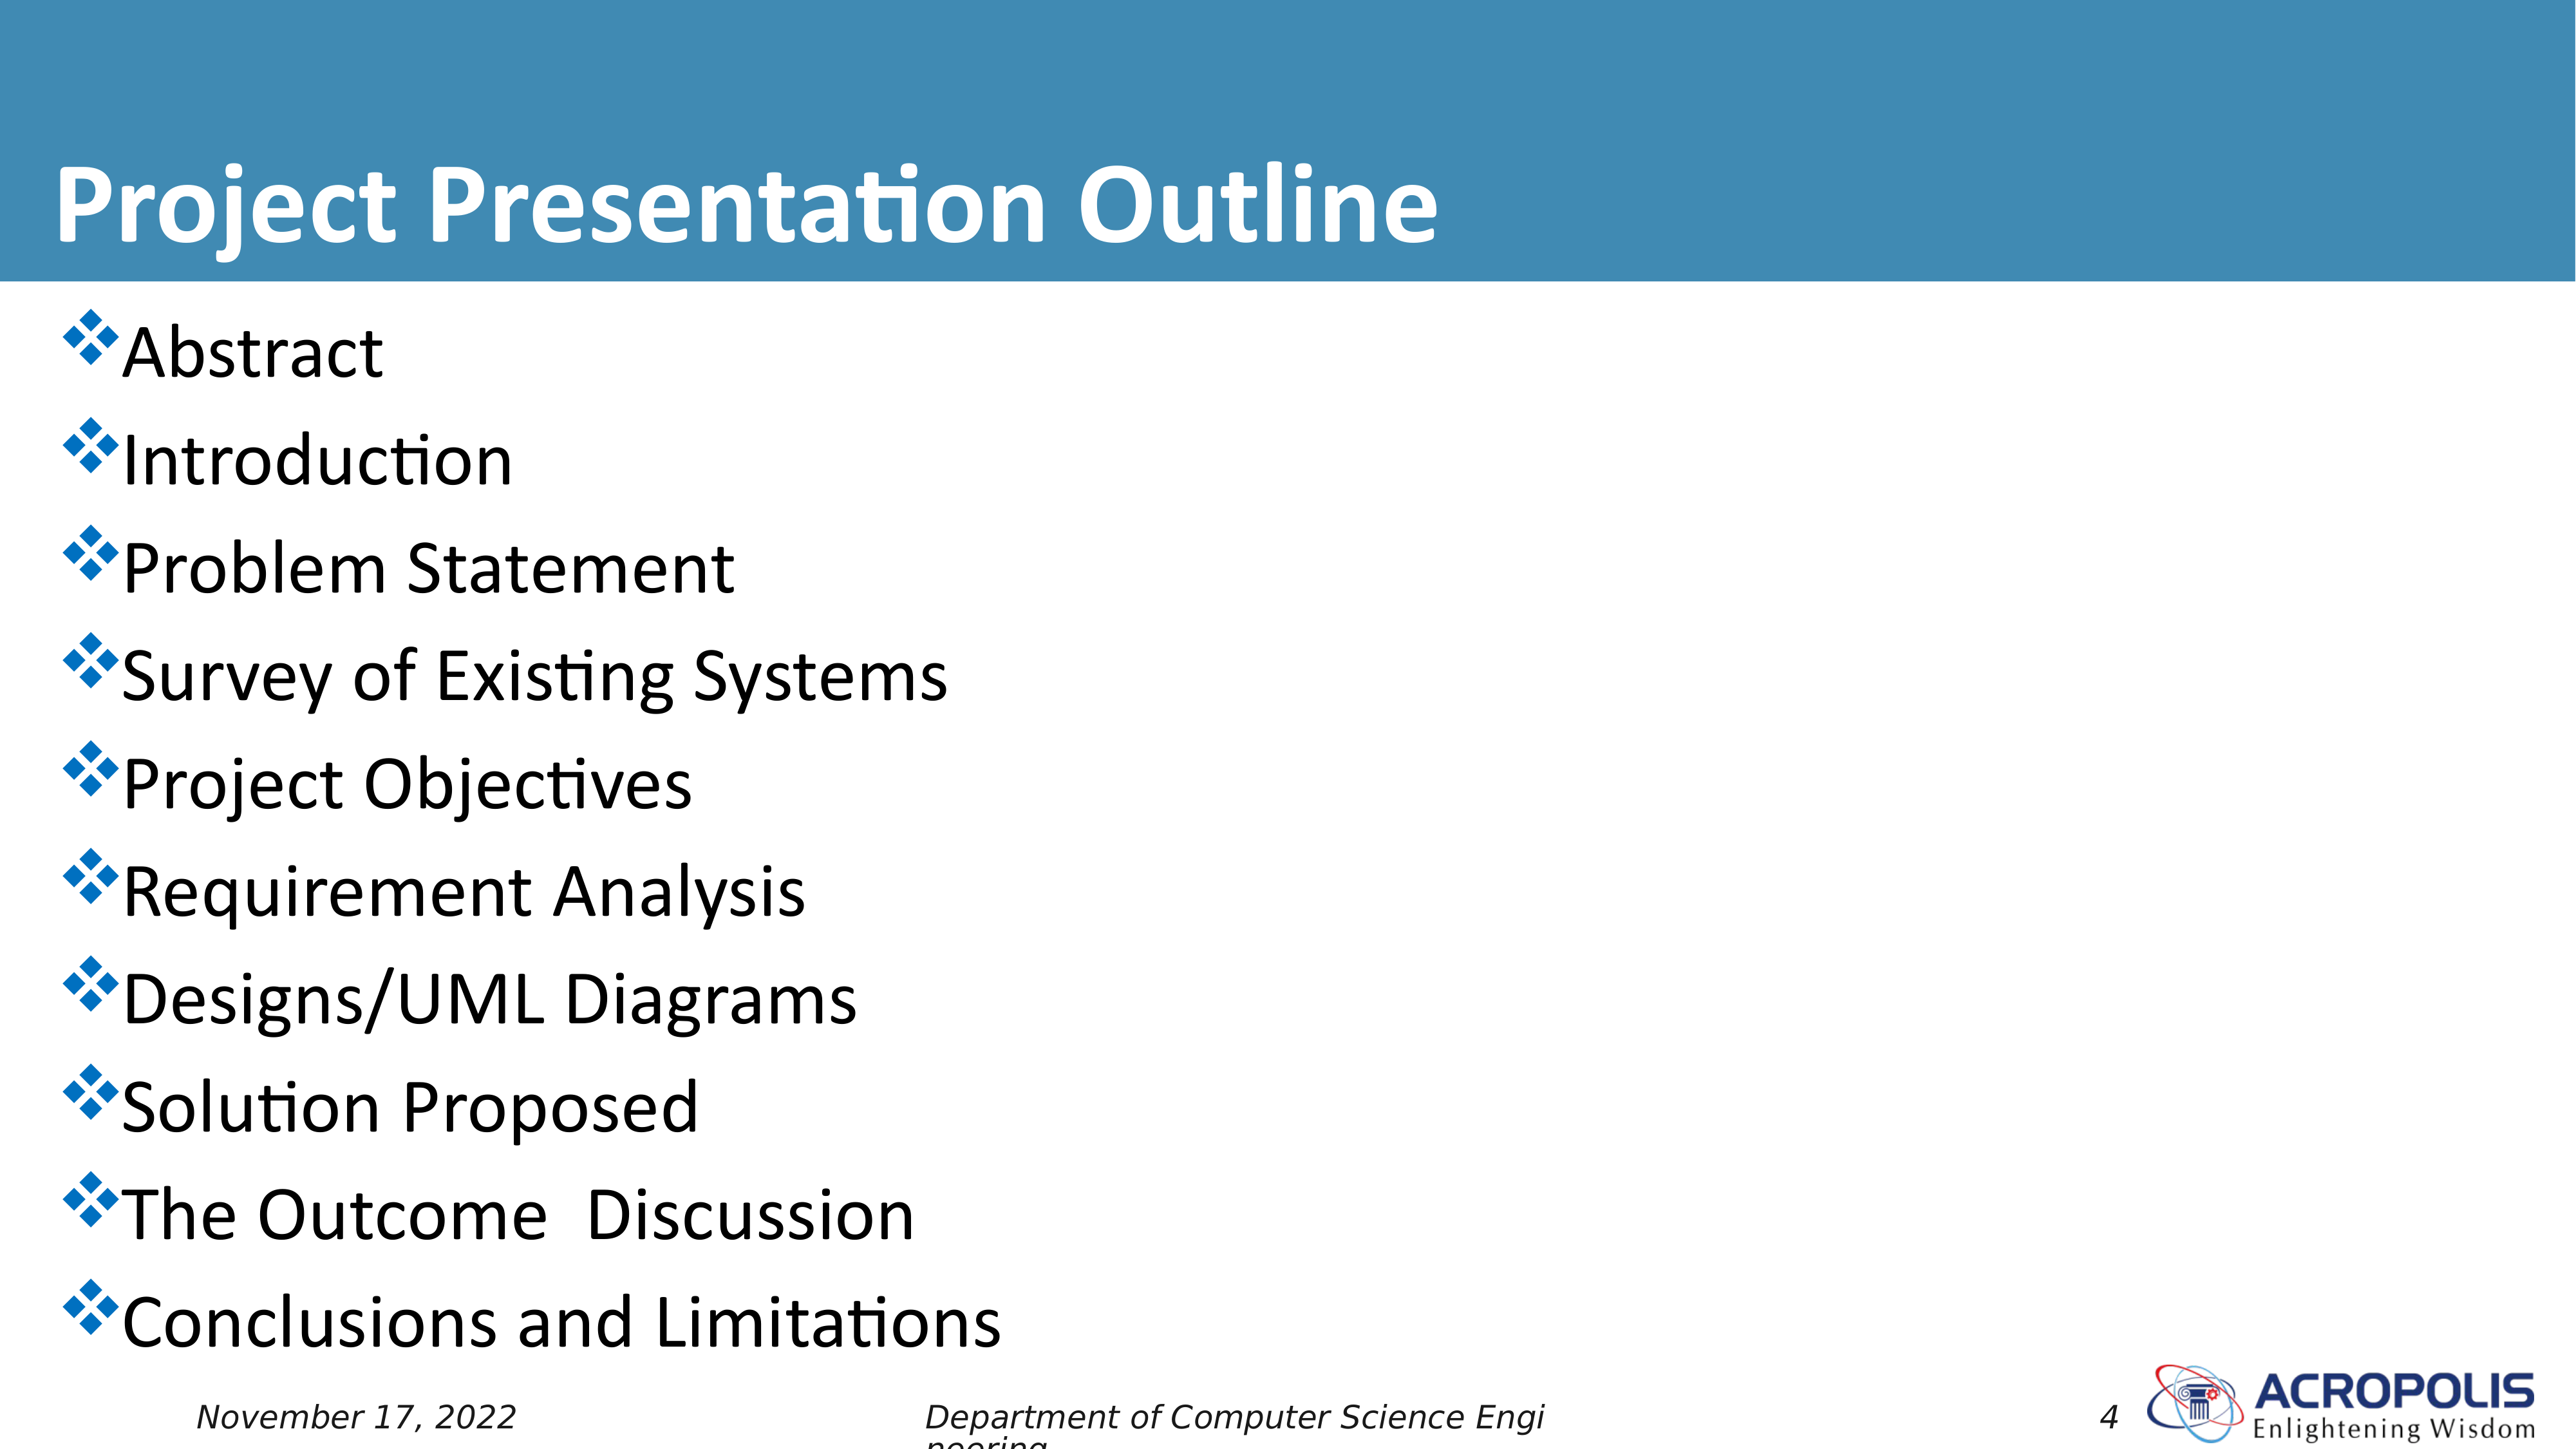 Project Presentation Outline
Abstract
Introduction
Problem Statement
Survey of Existing Systems
Project Objectives
Requirement Analysis
Designs/UML Diagrams
Solution Proposed
The Outcome  Discussion
Conclusions and Limitations
November 17, 2022
Department of Computer Science Engi
neering
4
ACROPOLIS
Enlightening Wisdom